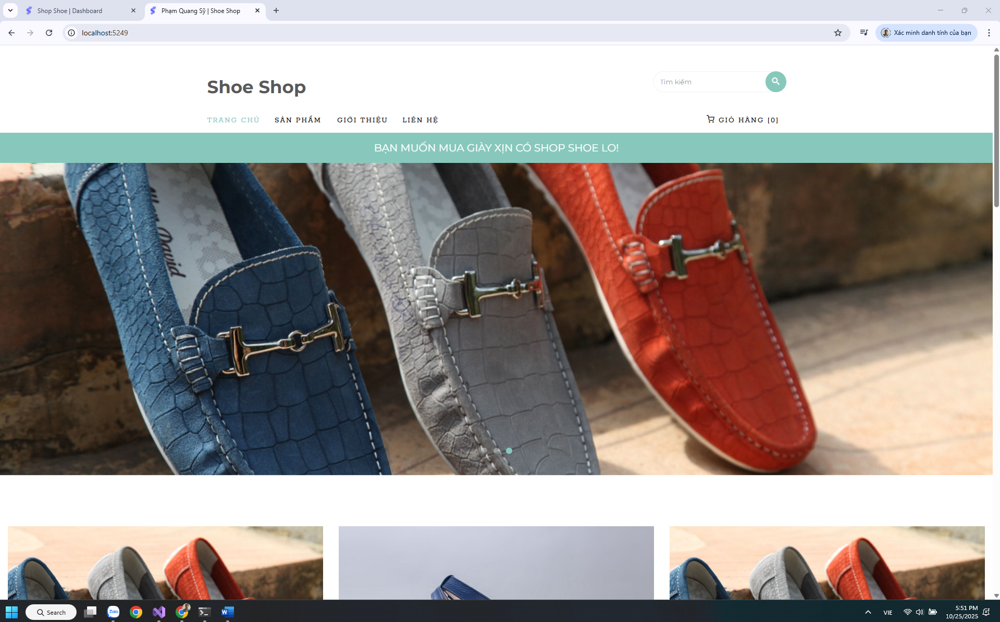 Shop Shoe | Dashboard
Phạm Quang Sỹ | Shoe Shop
localhost:5249
Xác minh danh tính của bạn
Shoe Shop
Tìm kiếm
TRANG CHỦ SẢN PHẨM GIỚI THIỆU LIÊN HỆ
GIỎ HÀNG [0]
BẠN MUỐN MUA GIÀY XỊN CÓ SHOP SHOE LO!
David
Search
Zalo
VIE
5:51 PM
10/25/2025